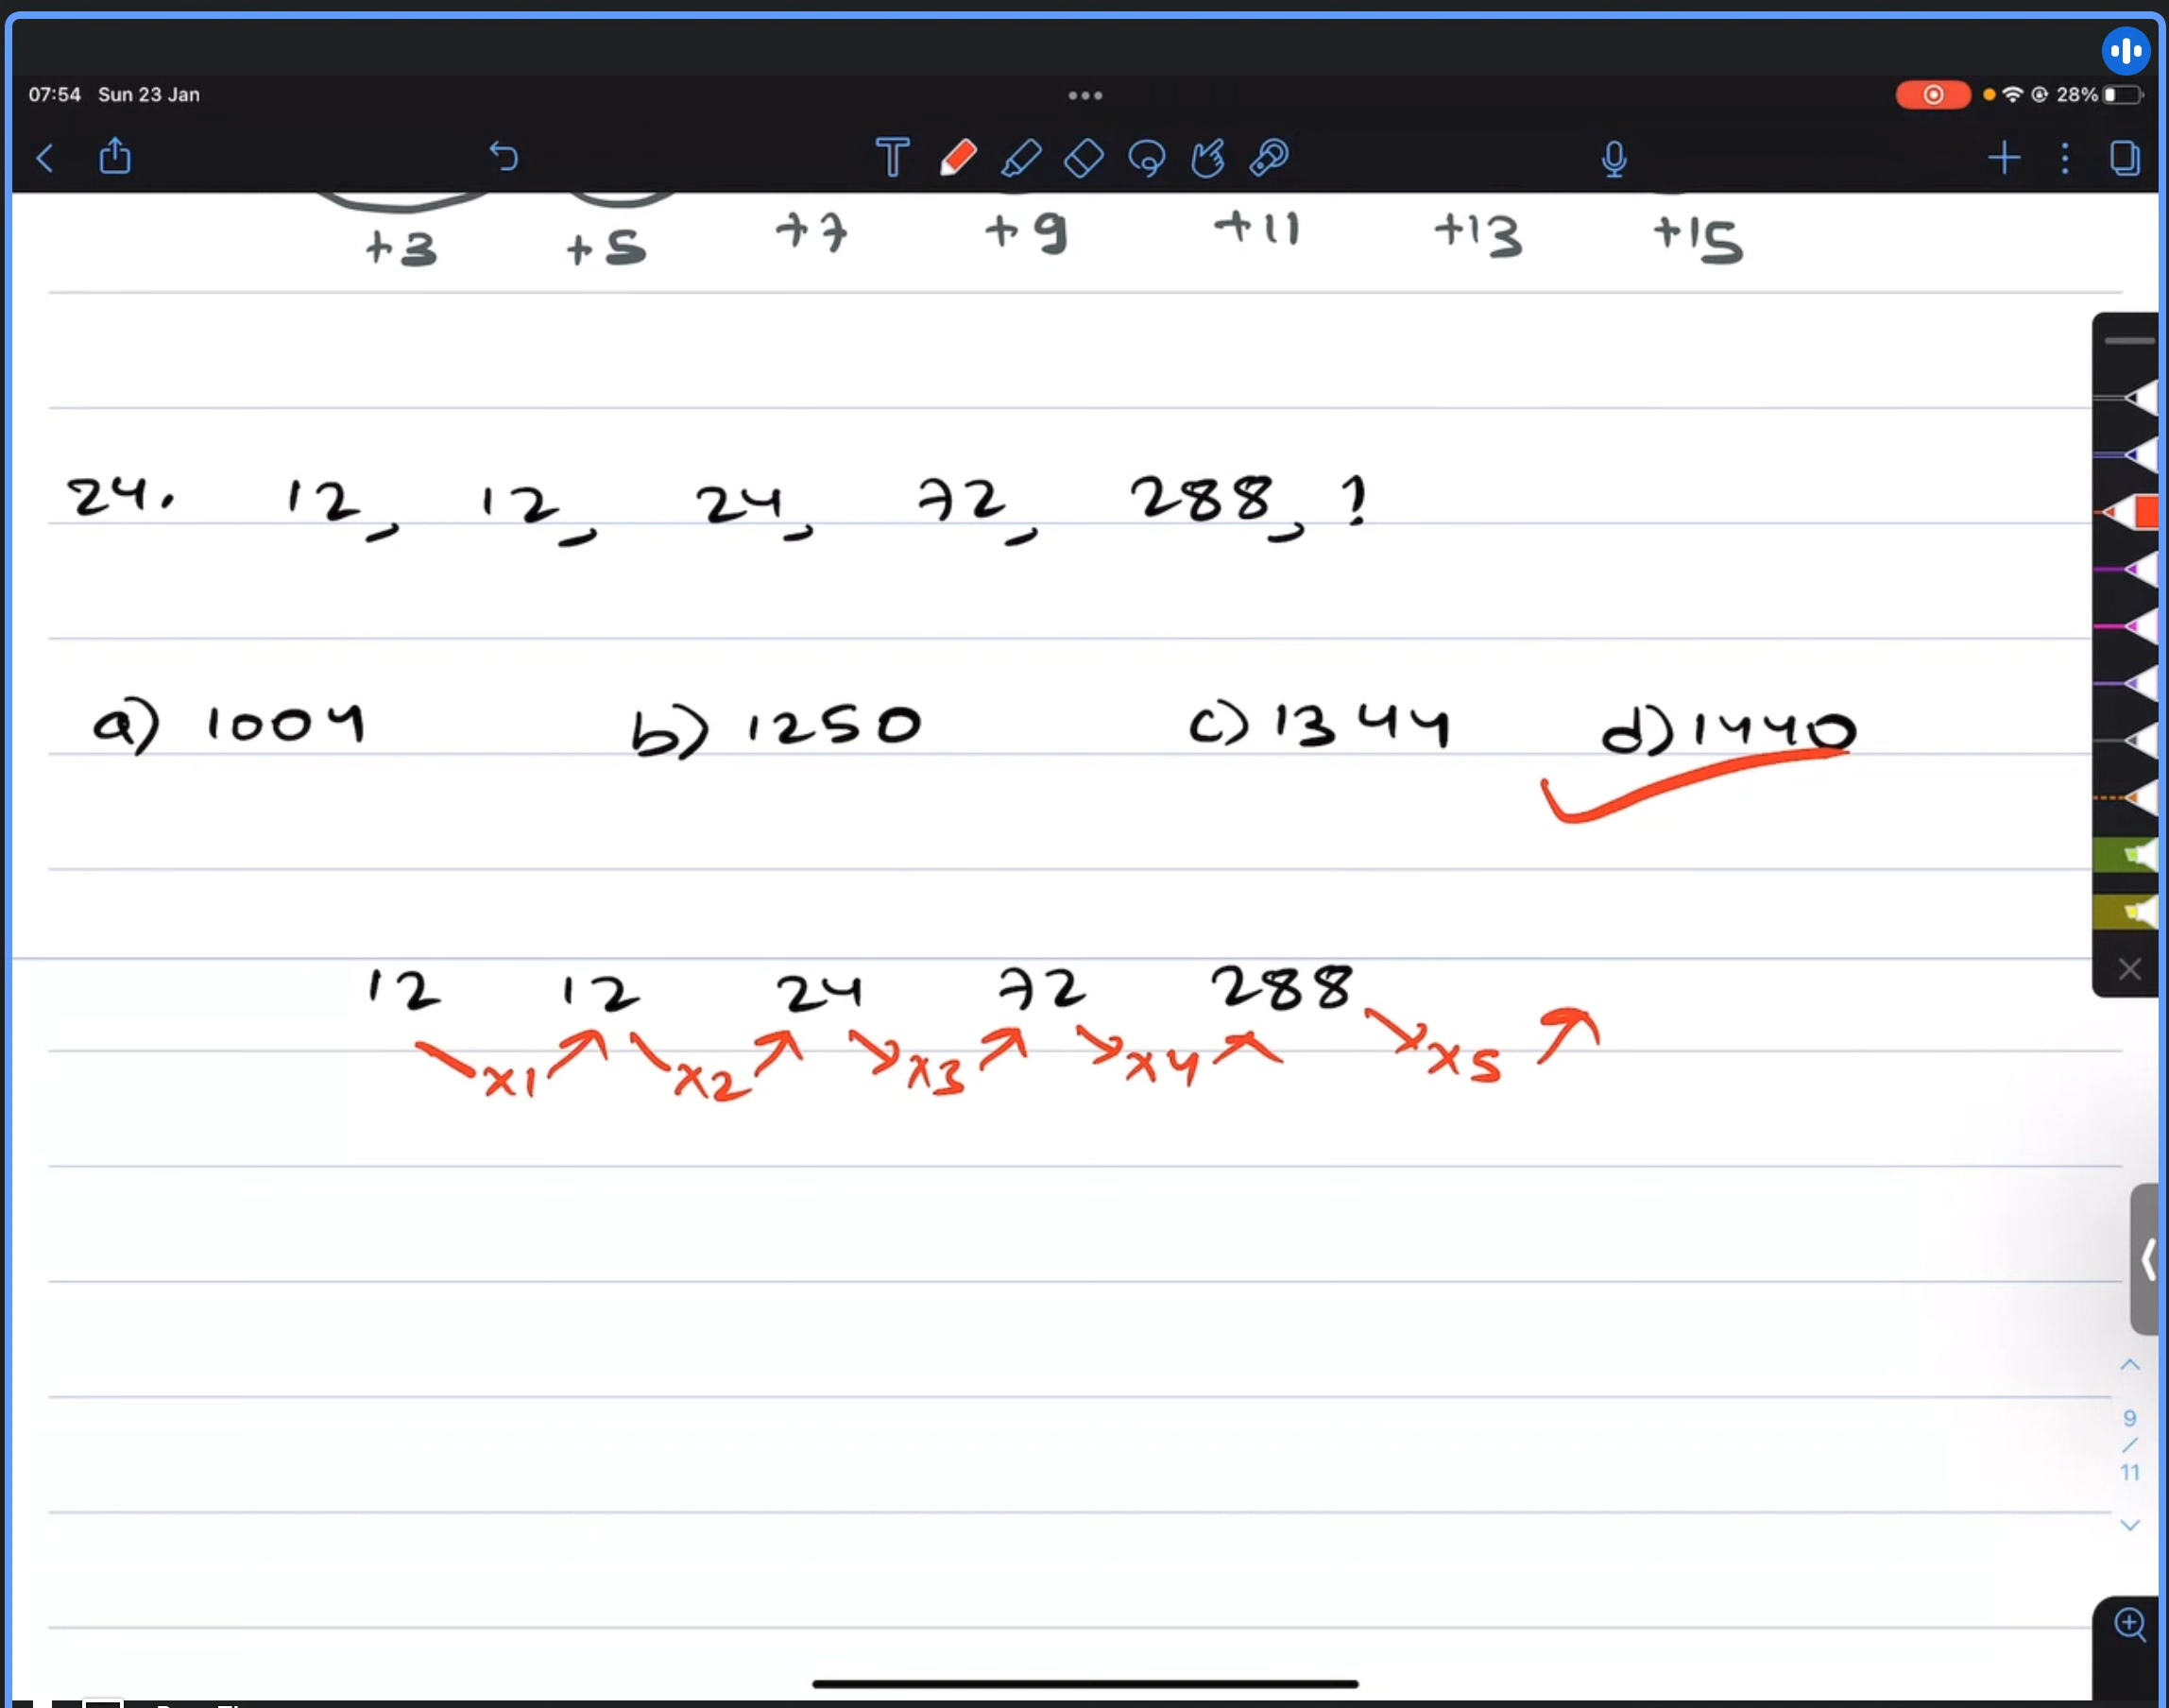 07:54 Sun 23 Jan
28%
T
+3 +5 +7 +9 +11 +13 +15
24. 12, 12, 24, 72, 288, ?
a) 1004 b) 1250 c) 1344 d) 1440
12 12 24 72 288
x1 x2 x3 x4 x5
9
/
11